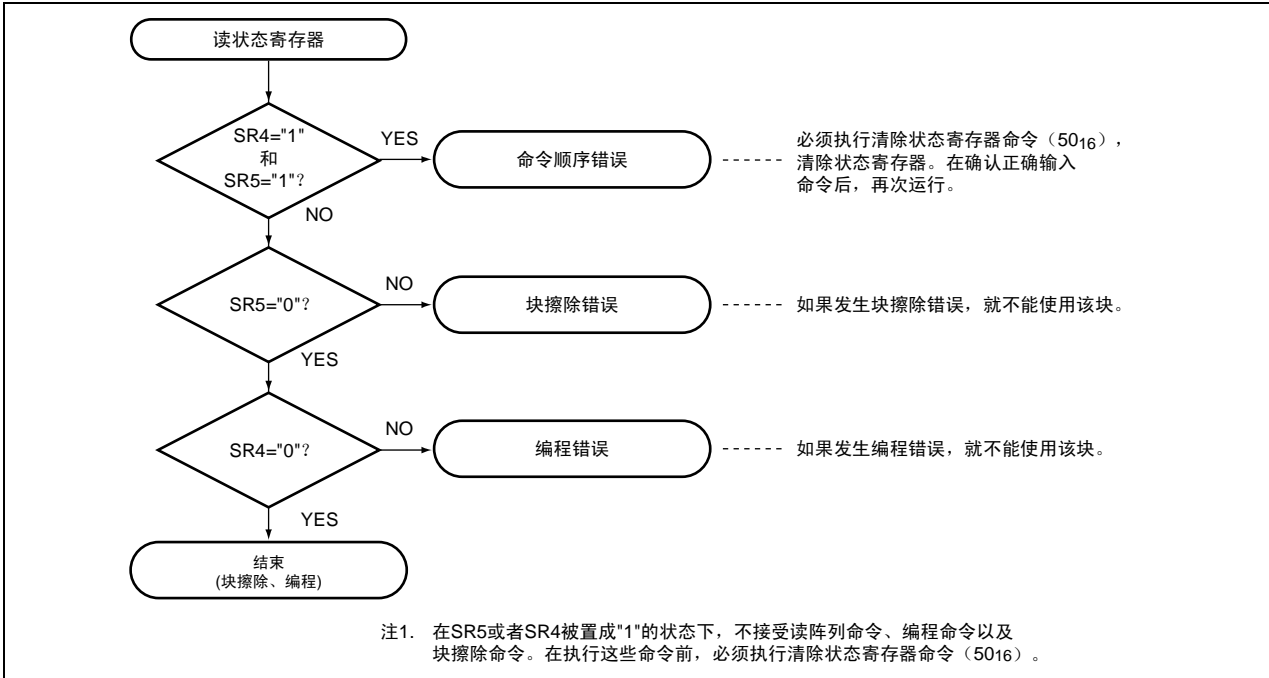 读状态寄存器
SR4="1"
和
SR5="1"?
YES
命令顺序错误
必须执行清除状态寄存器命令（5016），
清除状态寄存器。在确认正确输入
命令后，再次运行。
NO
SR5="0"?
NO
块擦除错误
如果发生块擦除错误，就不能使用该块。
YES
SR4="0"?
NO
编程错误
如果发生编程错误，就不能使用该块。
YES
结束
(块擦除、编程)
注1. 在SR5或者SR4被置成"1"的状态下，不接受读阵列命令、编程命令以及
块擦除命令。在执行这些命令前，必须执行清除状态寄存器命令（5016）。